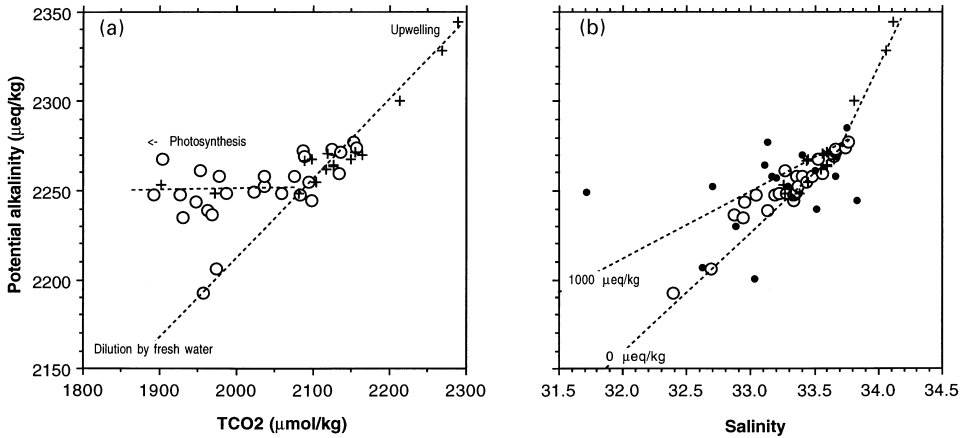 (a)
Potential alkalinity (μeq/kg)
2350
2300
2250
2200
2150
Upwelling
<- Photosynthesis
Dilution by fresh water
1800 1900 2000 2100 2200 2300
TCO2 (μmol/kg)
(b)
1000 μeq/kg
0 μeq/kg
31.5 32.0 32.5 33.0 33.5 34.0 34.5
Salinity